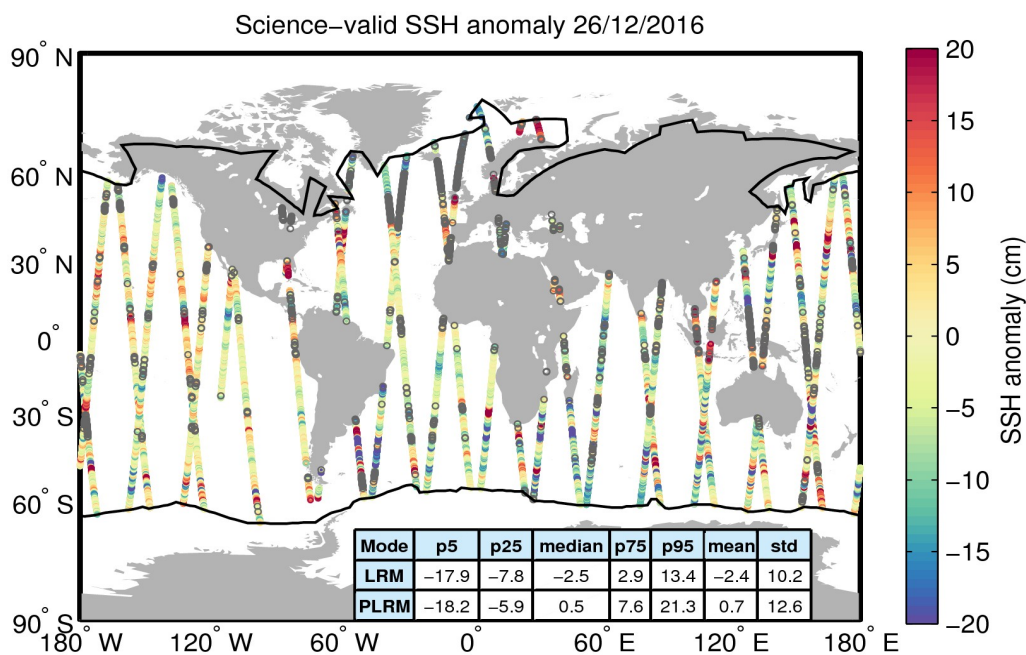 Science−valid SSH anomaly 26/12/2016
90° N
60° N
30° N
0°
30° S
60° S
90° S
180° W
120° W
60° W
0°
60° E
120° E
180° E
Mode p5 p25 median p75 p95 mean std
LRM −17.9 −7.8 −2.5 2.9 13.4 −2.4 10.2
PLRM −18.2 −5.9 0.5 7.6 21.3 0.7 12.6
20
15
10
5
0
−5
−10
−15
−20
SSH anomaly (cm)